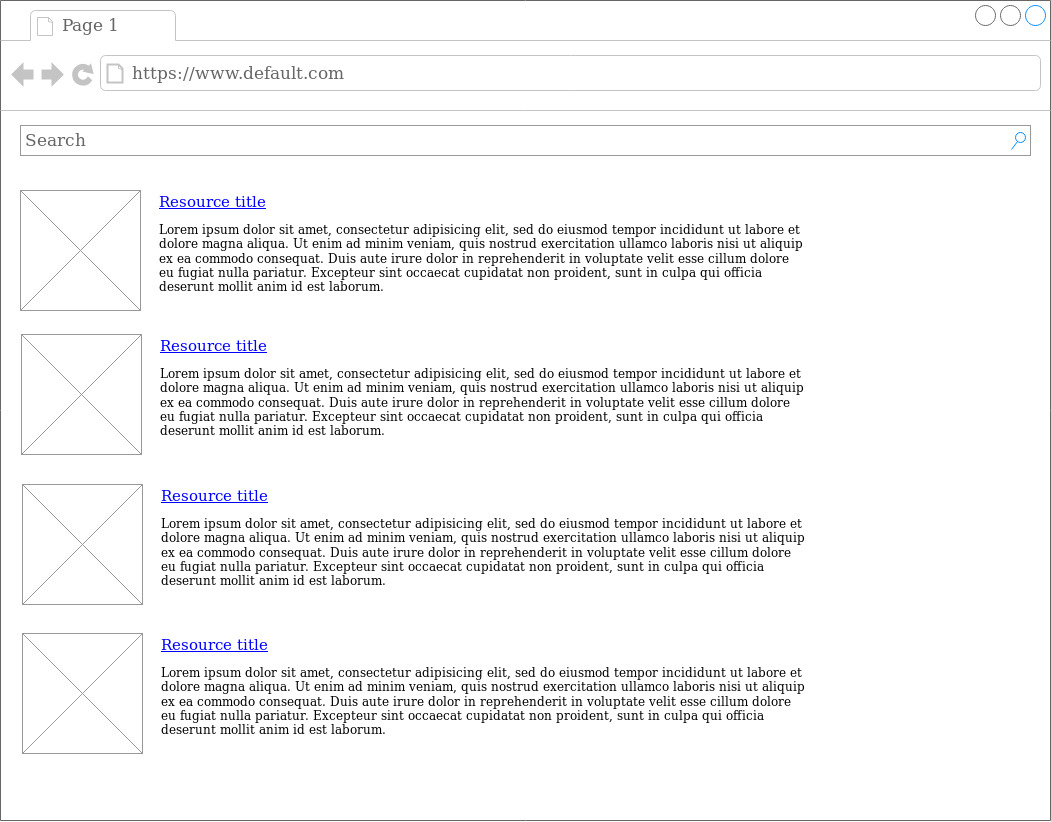 Page 1
https://www.default.com
Search
Resource title
Lorem ipsum dolor sit amet, consectetur adipisicing elit, sed do eiusmod tempor incididunt ut labore et
dolore magna aliqua. Ut enim ad minim veniam, quis nostrud exercitation ullamco laboris nisi ut aliquip
ex ea commodo consequat. Duis aute irure dolor in reprehenderit in voluptate velit esse cillum dolore
eu fugiat nulla pariatur. Excepteur sint occaecat cupidatat non proident, sunt in culpa qui officia
deserunt mollit anim id est laborum.
Resource title
Lorem ipsum dolor sit amet, consectetur adipisicing elit, sed do eiusmod tempor incididunt ut labore et
dolore magna aliqua. Ut enim ad minim veniam, quis nostrud exercitation ullamco laboris nisi ut aliquip
ex ea commodo consequat. Duis aute irure dolor in reprehenderit in voluptate velit esse cillum dolore
eu fugiat nulla pariatur. Excepteur sint occaecat cupidatat non proident, sunt in culpa qui officia
deserunt mollit anim id est laborum.
Resource title
Lorem ipsum dolor sit amet, consectetur adipisicing elit, sed do eiusmod tempor incididunt ut labore et
dolore magna aliqua. Ut enim ad minim veniam, quis nostrud exercitation ullamco laboris nisi ut aliquip
ex ea commodo consequat. Duis aute irure dolor in reprehenderit in voluptate velit esse cillum dolore
eu fugiat nulla pariatur. Excepteur sint occaecat cupidatat non proident, sunt in culpa qui officia
deserunt mollit anim id est laborum.
Resource title
Lorem ipsum dolor sit amet, consectetur adipisicing elit, sed do eiusmod tempor incididunt ut labore et
dolore magna aliqua. Ut enim ad minim veniam, quis nostrud exercitation ullamco laboris nisi ut aliquip
ex ea commodo consequat. Duis aute irure dolor in reprehenderit in voluptate velit esse cillum dolore
eu fugiat nulla pariatur. Excepteur sint occaecat cupidatat non proident, sunt in culpa qui officia
deserunt mollit anim id est laborum.